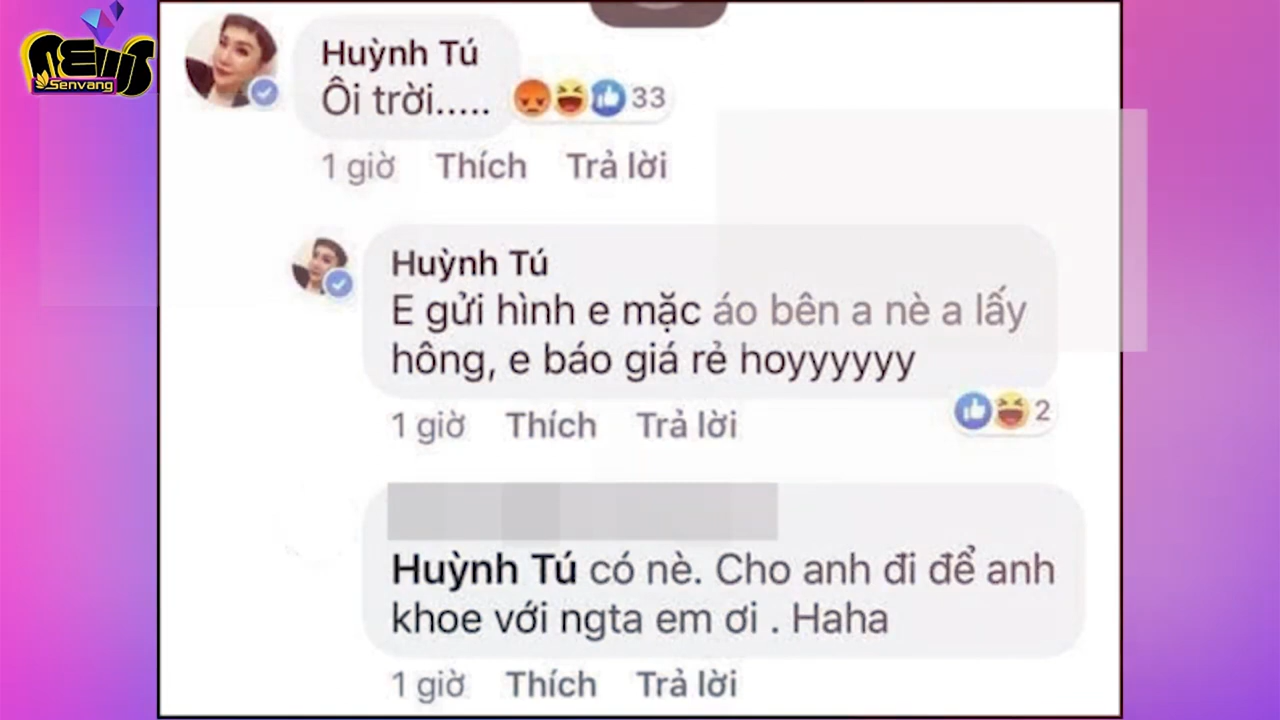 NEWS
Senvang
Huỳnh Tú
Ôi trời.....
33
1 giờ Thích Trả lời
Huỳnh Tú
E gửi hình e mặc áo bên a nè a lấy
hông, e báo giá rẻ hoyyyyyy
2
1 giờ Thích Trả lời
Huỳnh Tú có nè. Cho anh đi để anh
khoe với ngta em ơi . Haha
1 giờ Thích Trả lời